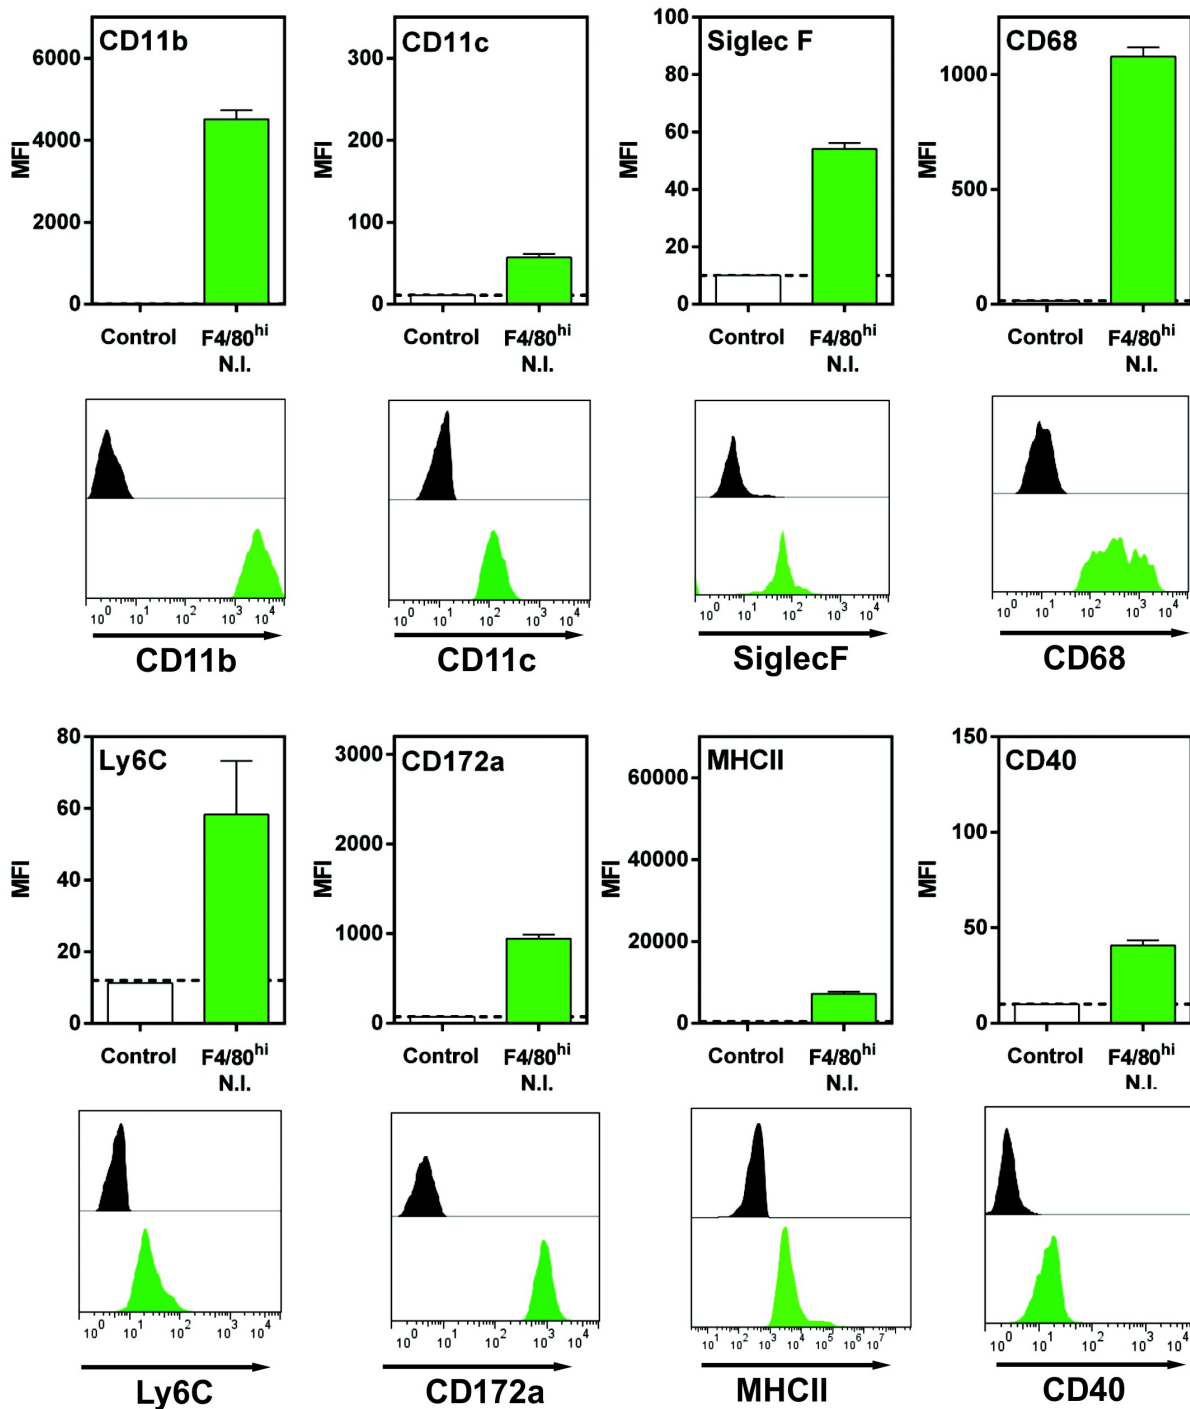 CD11b
MFI
6000
4000
2000
0
Control
F4/80hi
N.I.
CD11c
MFI
300
200
100
0
Control
F4/80hi
N.I.
Siglec F
MFI
100
80
60
40
20
0
Control
F4/80hi
N.I.
CD68
MFI
1000
500
0
Control
F4/80hi
N.I.
10^0 10^1 10^2 10^3 10^4
CD11b
10^0 10^1 10^2 10^3 10^4
CD11c
10^0 10^1 10^2 10^3 10^4
SiglecF
10^0 10^1 10^2 10^3 10^4
CD68
Ly6C
MFI
80
60
40
20
0
Control
F4/80hi
N.I.
CD172a
MFI
3000
2000
1000
0
Control
F4/80hi
N.I.
MHCII
MFI
60000
40000
20000
0
Control
F4/80hi
N.I.
CD40
MFI
150
100
50
0
Control
F4/80hi
N.I.
10^0 10^1 10^2 10^3 10^4
Ly6C
10^0 10^1 10^2 10^3 10^4
CD172a
10^1 10^2 10^3 10^4 10^5 10^6 10^7
MHCII
10^0 10^1 10^2 10^3 10^4
CD40